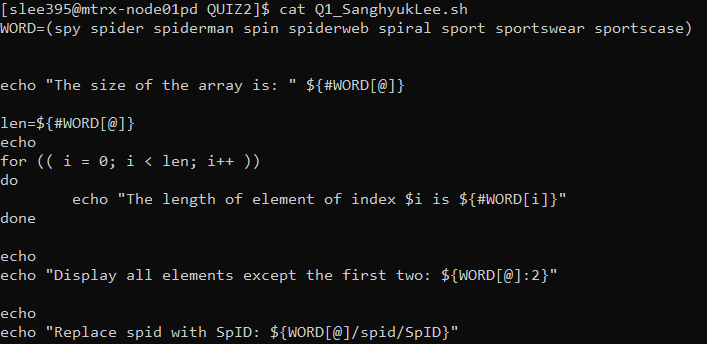 [slee395@mtrx-node01pd QUIZ2]$ cat Q1_SanghyukLee.sh
WORD=(spy spider spiderman spin spiderweb spiral sport sportswear sportscase)
echo "The size of the array is: " ${#WORD[@]}
len=${#WORD[@]}
echo
for (( i = 0; i < len; i++ ))
do
        echo "The length of element of index $i is ${#WORD[i]}"
done
echo
echo "Display all elements except the first two: ${WORD[@]:2}"
echo
echo "Replace spid with SpID: ${WORD[@]/spid/SpID}"